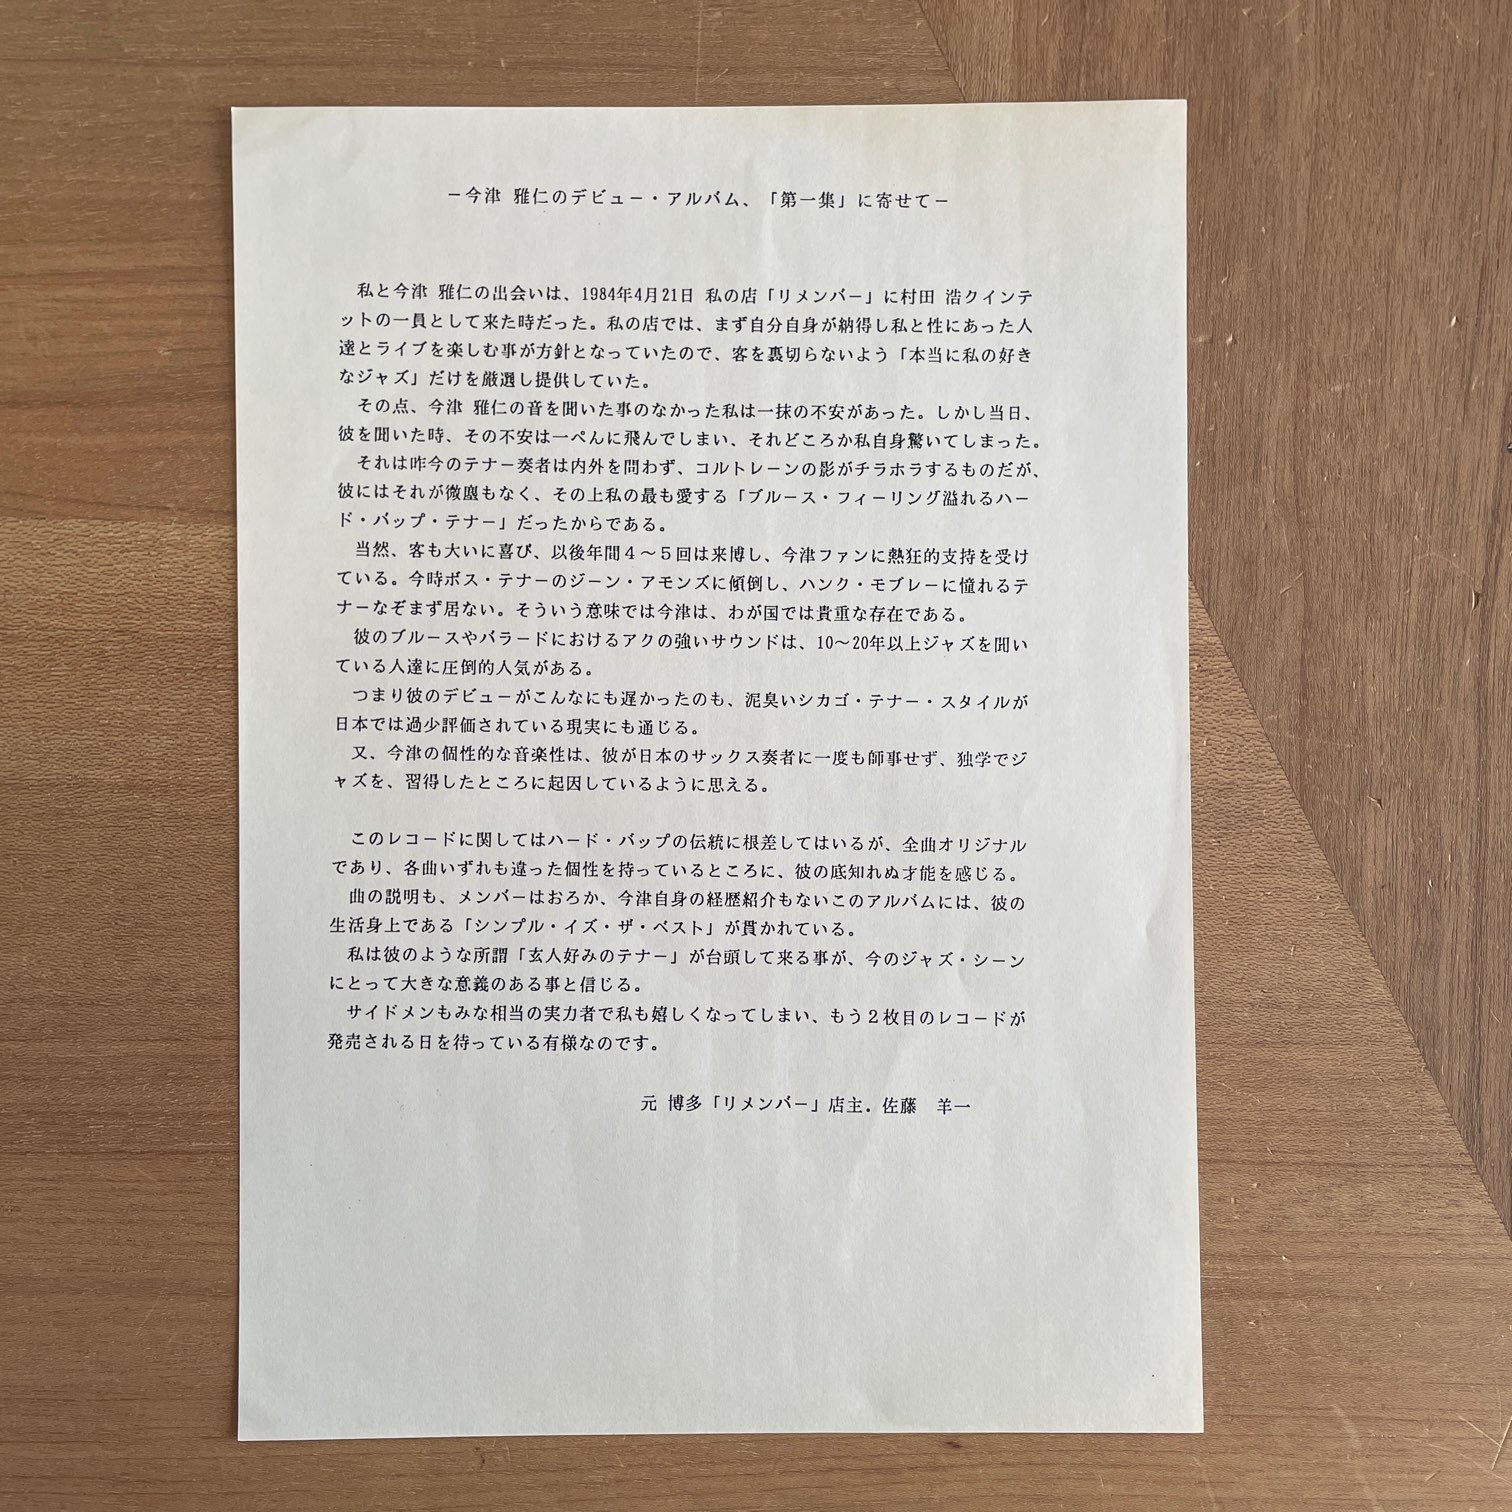 －今津 雅仁のデビュー・アルバム、「第一集」に寄せて－
私と今津 雅仁の出会いは、1984年4月21日 私の店「リメンバー」に村田 浩クインテ
ットの一員として来た時だった。私の店では、まず自分自身が納得し私と性にあった人
達とライブを楽しむ事が方針となっていたので、客を裏切らないよう「本当に私の好き
なジャズ」だけを厳選し提供していた。
その点、今津 雅仁の音を聞いた事のなかった私は一抹の不安があった。しかし当日、
彼を聞いた時、その不安は一ぺんに飛んでしまい、それどころか私自身驚いてしまった。
それは昨今のテナー奏者は内外を問わず、コルトレーンの影がチラホラするものだが、
彼にはそれが微塵もなく、その上私の最も愛する「ブルース・フィーリング溢れるハー
ド・バップ・テナー」だったからである。
当然、客も大いに喜び、以後年間４～５回は来博し、今津ファンに熱狂的支持を受け
ている。今時ボス・テナーのジーン・アモンズに傾倒し、ハンク・モブレーに憧れるテ
ナーなぞまず居ない。そういう意味では今津は、わが国では貴重な存在である。
彼のブルースやバラードにおけるアクの強いサウンドは、10～20年以上ジャズを聞い
ている人達に圧倒的人気がある。
つまり彼のデビューがこんなにも遅かったのも、泥臭いシカゴ・テナー・スタイルが
日本では過少評価されている現実にも通じる。
又、今津の個性的な音楽性は、彼が日本のサックス奏者に一度も師事せず、独学でジ
ャズを、習得したところに起因しているように思える。
このレコードに関してはハード・バップの伝統に根差してはいるが、全曲オリジナル
であり、各曲いずれも違った個性を持っているところに、彼の底知れぬ才能を感じる。
曲の説明も、メンバーはおろか、今津自身の経歴紹介もないこのアルバムには、彼の
生活身上である「シンプル・イズ・ザ・ベスト」が貫かれている。
私は彼のような所謂「玄人好みのテナー」が台頭して来る事が、今のジャズ・シーン
にとって大きな意義のある事と信じる。
サイドメンもみな相当の実力者で私も嬉しくなってしまい、もう２枚目のレコードが
発売される日を待っている有様なのです。
元 博多「リメンバー」店主．佐藤　羊一